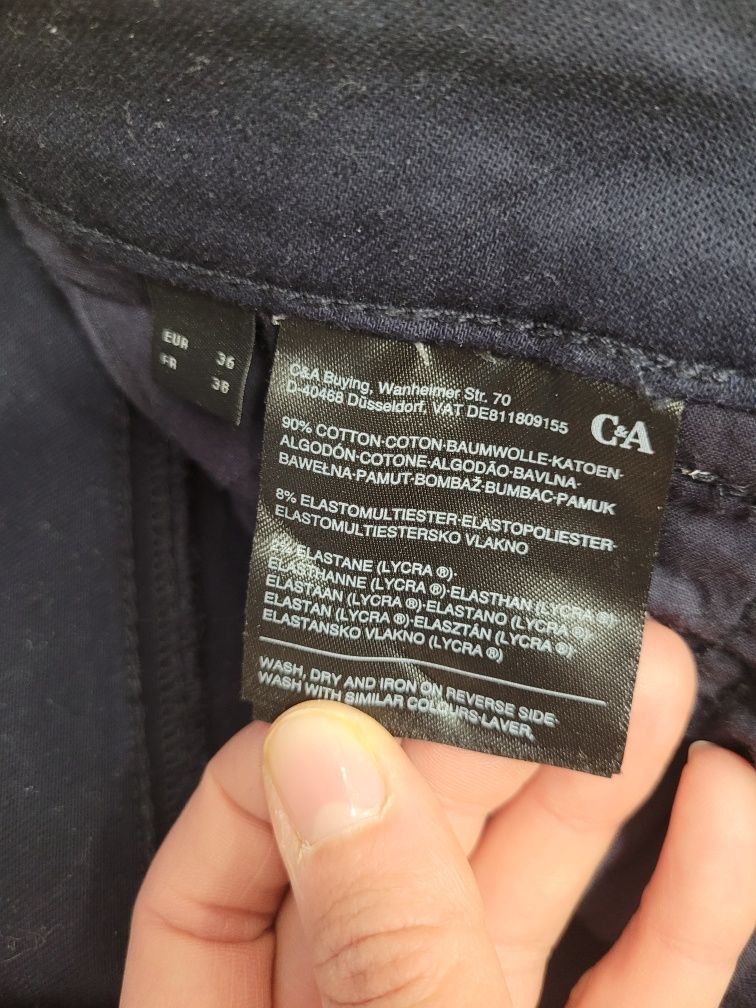 EUR 36
FR 38
C&A Buying, Wanheimer Str. 70
D-40468 Düsseldorf, VAT DE811809155
C&A
90% COTTON·COTON·BAUMWOLLE·KATOEN·
ALGODÓN·COTONE·ALGODÃO·BAVLNA·
BAWEŁNA·PAMUT·BOMBAŽ·BUMBAC·PAMUK
8% ELASTOMULTIESTER·ELASTOPOLIESTER·
ELASTOMULTIESTERSKO VLAKNO
2% ELASTANE (LYCRA ®)·
ELASTHANNE (LYCRA ®)·ELASTHAN (LYCRA ®)·
ELASTAAN (LYCRA ®)·ELASTANO (LYCRA ®)·
ELASTAN (LYCRA ®)·ELASZTÁN (LYCRA ®)·
ELASTANSKO VLAKNO (LYCRA ®)
WASH, DRY AND IRON ON REVERSE SIDE·
WASH WITH SIMILAR COLOURS·LAVER,